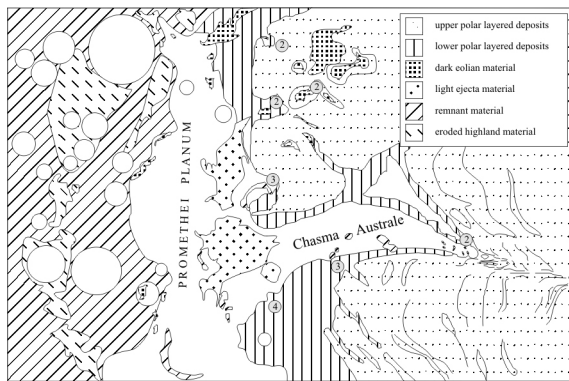 upper polar layered deposits
lower polar layered deposits
dark eolian material
light ejecta material
remnant material
eroded highland material
2
2
2
3
PROMETHEI PLANUM
Chasma Australe
2
3
4